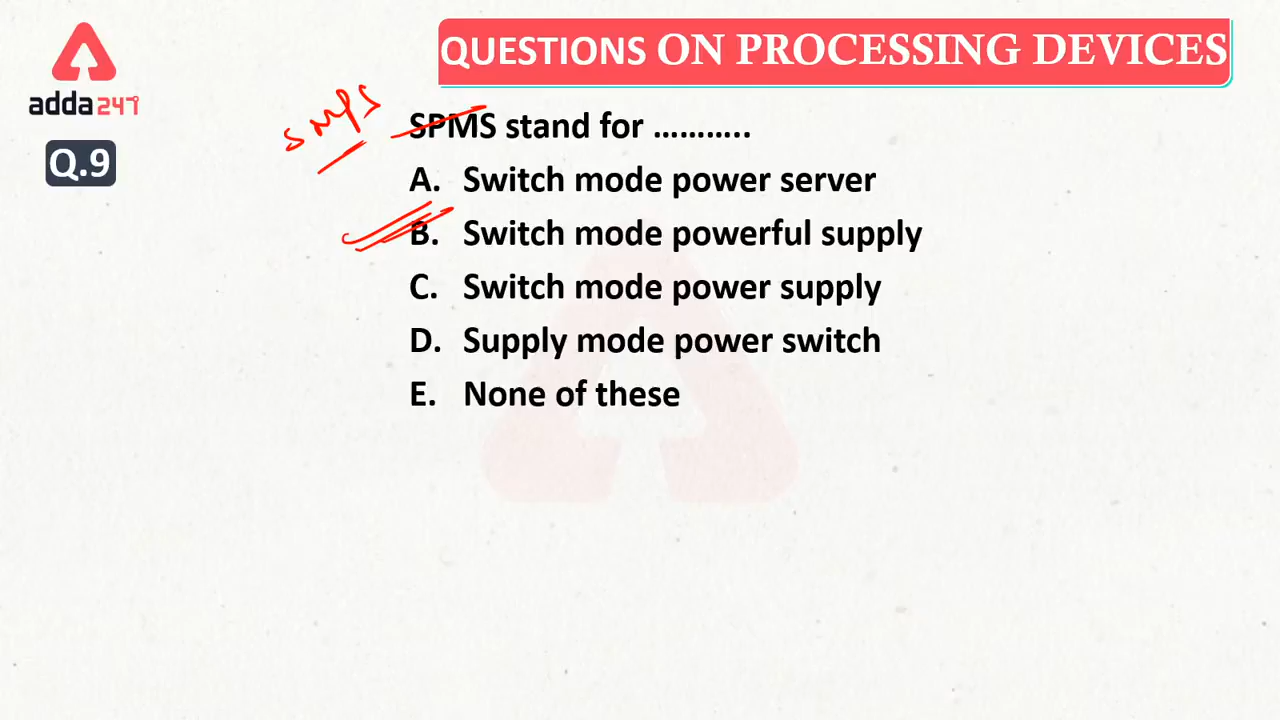 QUESTIONS ON PROCESSING DEVICES
adda247
SMPS
SPMS stand for ...........
Q.9
A. Switch mode power server
B. Switch mode powerful supply
C. Switch mode power supply
D. Supply mode power switch
E. None of these